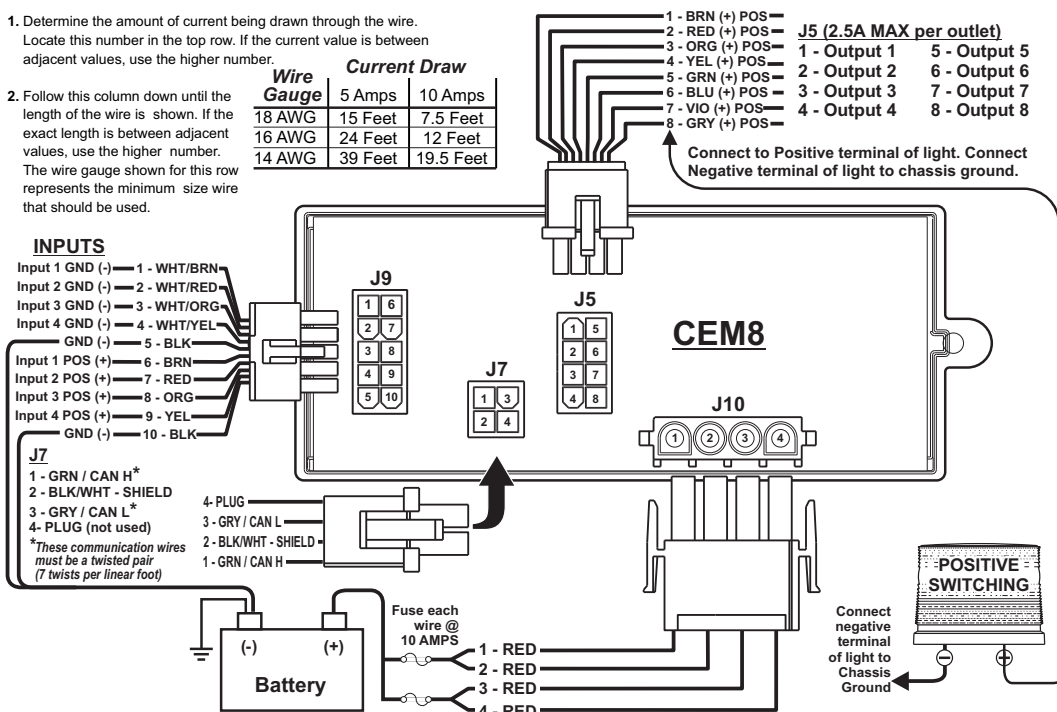 1. Determine the amount of current being drawn through the wire.
Locate this number in the top row. If the current value is between
adjacent values, use the higher number.
2. Follow this column down until the
length of the wire is shown. If the
exact length is between adjacent
values, use the higher number.
The wire gauge shown for this row
represents the minimum size wire
that should be used.
Wire Gauge Current Draw
5 Amps 10 Amps
18 AWG 15 Feet 7.5 Feet
16 AWG 24 Feet 12 Feet
14 AWG 39 Feet 19.5 Feet
1 - BRN (+) POS
2 - RED (+) POS
3 - ORG (+) POS
4 - YEL (+) POS
5 - GRN (+) POS
6 - BLU (+) POS
7 - VIO (+) POS
8 - GRY (+) POS
J5 (2.5A MAX per outlet)
1 - Output 1 5 - Output 5
2 - Output 2 6 - Output 6
3 - Output 3 7 - Output 7
4 - Output 4 8 - Output 8
Connect to Positive terminal of light. Connect
Negative terminal of light to chassis ground.
INPUTS
Input 1 GND (-) 1 - WHT/BRN
Input 2 GND (-) 2 - WHT/RED
Input 3 GND (-) 3 - WHT/ORG
Input 4 GND (-) 4 - WHT/YEL
GND (-) 5 - BLK
Input 1 POS (+) 6 - BRN
Input 2 POS (+) 7 - RED
Input 3 POS (+) 8 - ORG
Input 4 POS (+) 9 - YEL
GND (-) 10 - BLK
J9
1 6
2 7
3 8
4 9
5 10
J7
1 3
2 4
J5
1 5
2 6
3 7
4 8
CEM8
J10
1 2 3 4
J7
1 - GRN / CAN H*
2 - BLK/WHT - SHIELD
3 - GRY / CAN L*
4- PLUG (not used)
*These communication wires
must be a twisted pair
(7 twists per linear foot)
4- PLUG
3 - GRY / CAN L
2 - BLK/WHT - SHIELD
1 - GRN / CAN H
(-) (+)
Battery
Fuse each
wire @
10 AMPS
1 - RED
2 - RED
3 - RED
4 - RED
POSITIVE
SWITCHING
Connect
negative
terminal
of light to
Chassis
Ground
− +